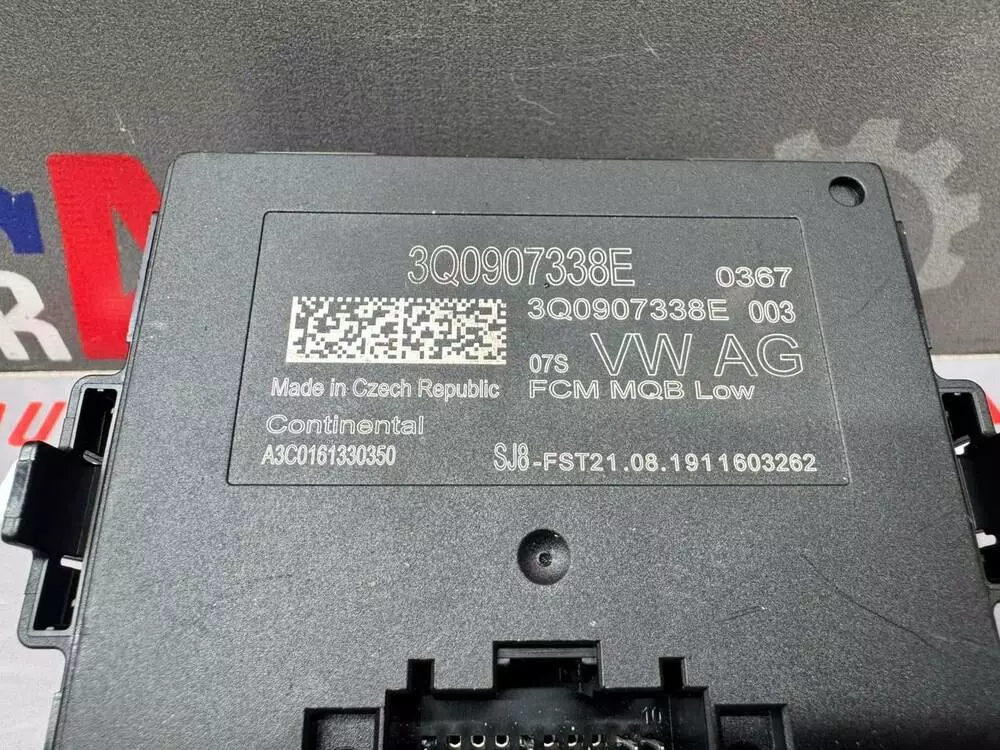 3Q0907338E
0367
3Q0907338E 003
07S VW AG
Made in Czech Republic
FCM MQB Low
Continental
A3C0161330350
SJ8-FST21.08.1911603262
10